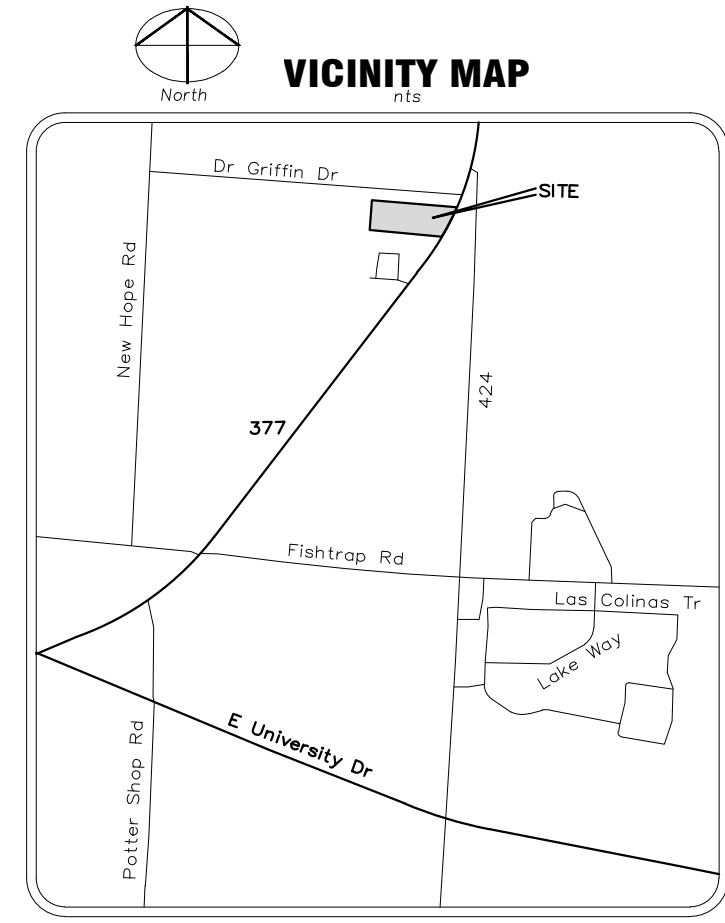 VICINITY MAP
North
nts
Dr Griffin Dr
SITE
New Hope Rd
424
377
Fishtrap Rd
Las Colinas Tr
Lake Way
E University Dr
Potter Shop Rd